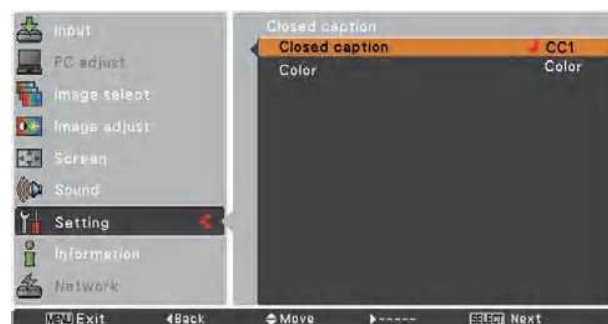 Input
PC adjust
Image select
Image adjust
Screen
Sound
Setting
Information
Network
Closed caption
Closed caption CC1
Color Color
MENU Exit ◀Back Move ▶----- SELECT Next